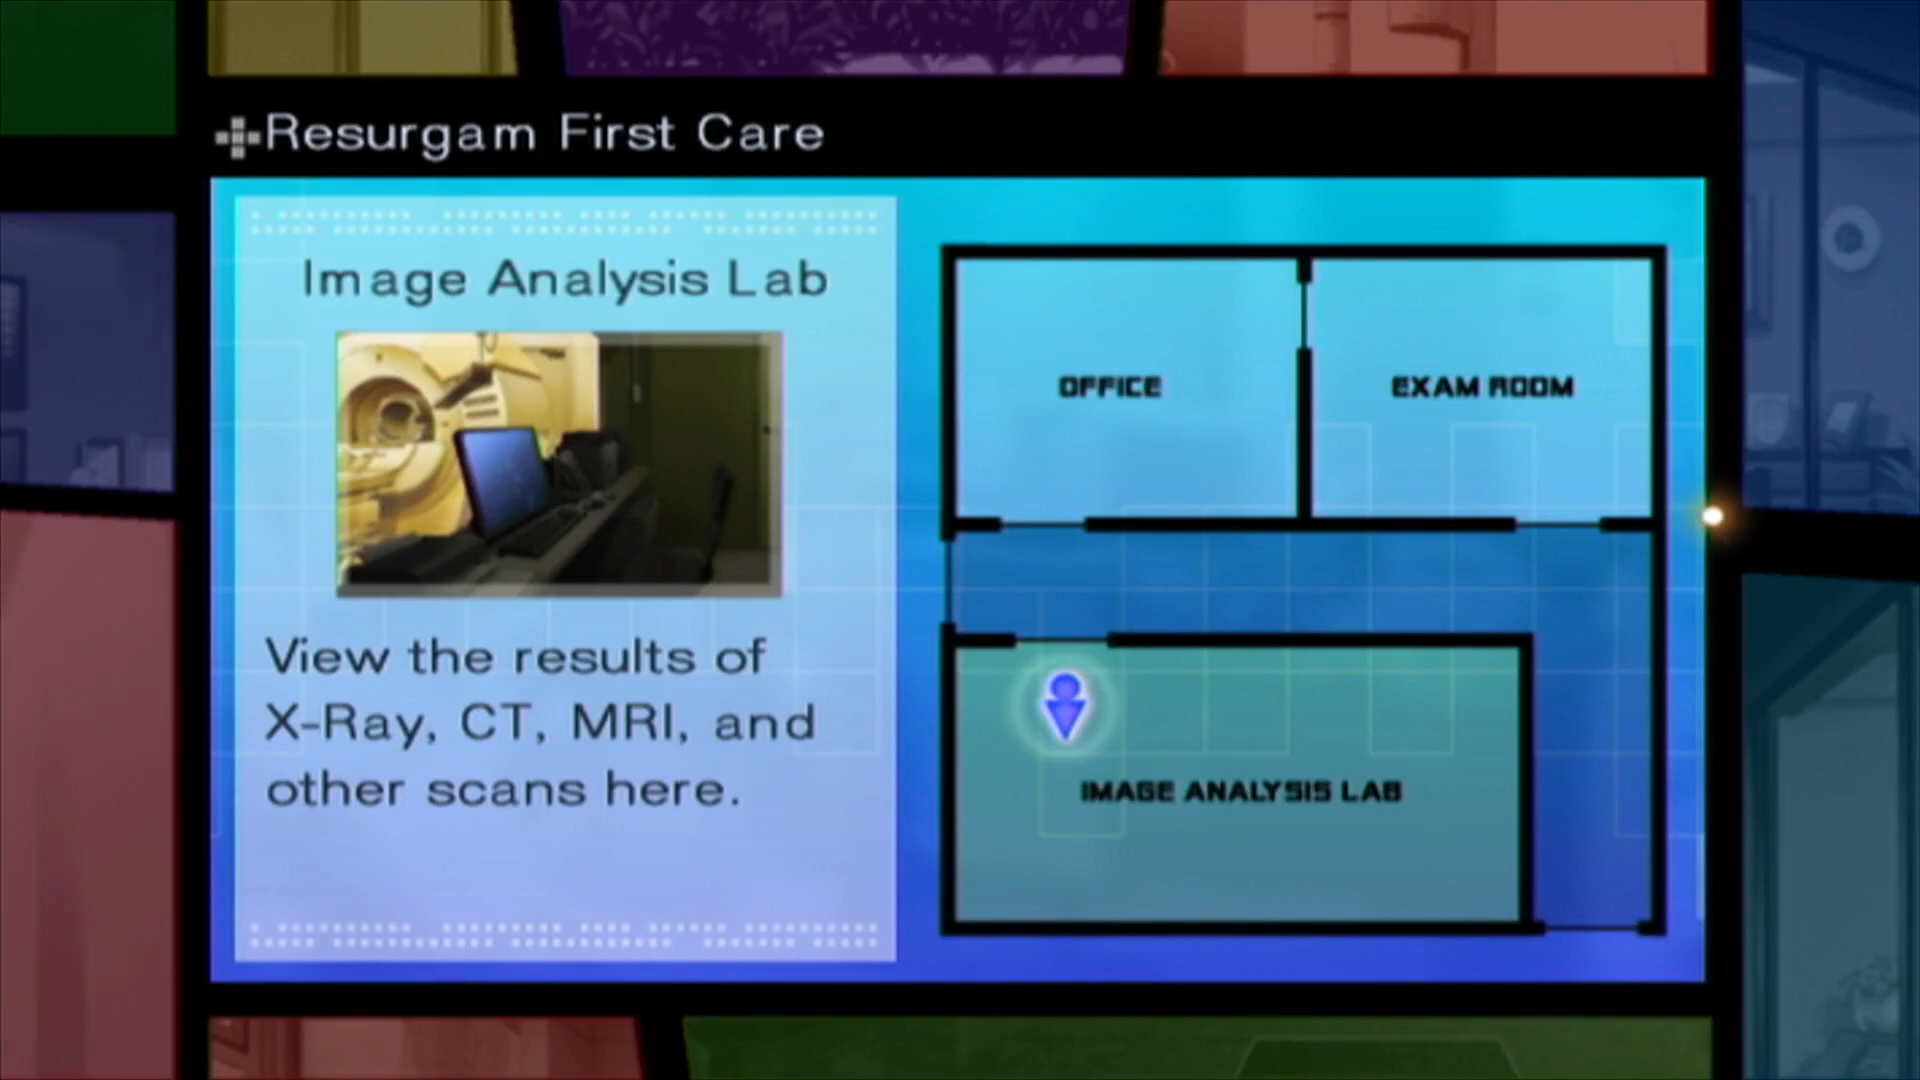 Resurgam First Care
Image Analysis Lab
View the results of
X-Ray, CT, MRI, and
other scans here.
OFFICE
EXAM ROOM
IMAGE ANALYSIS LAB